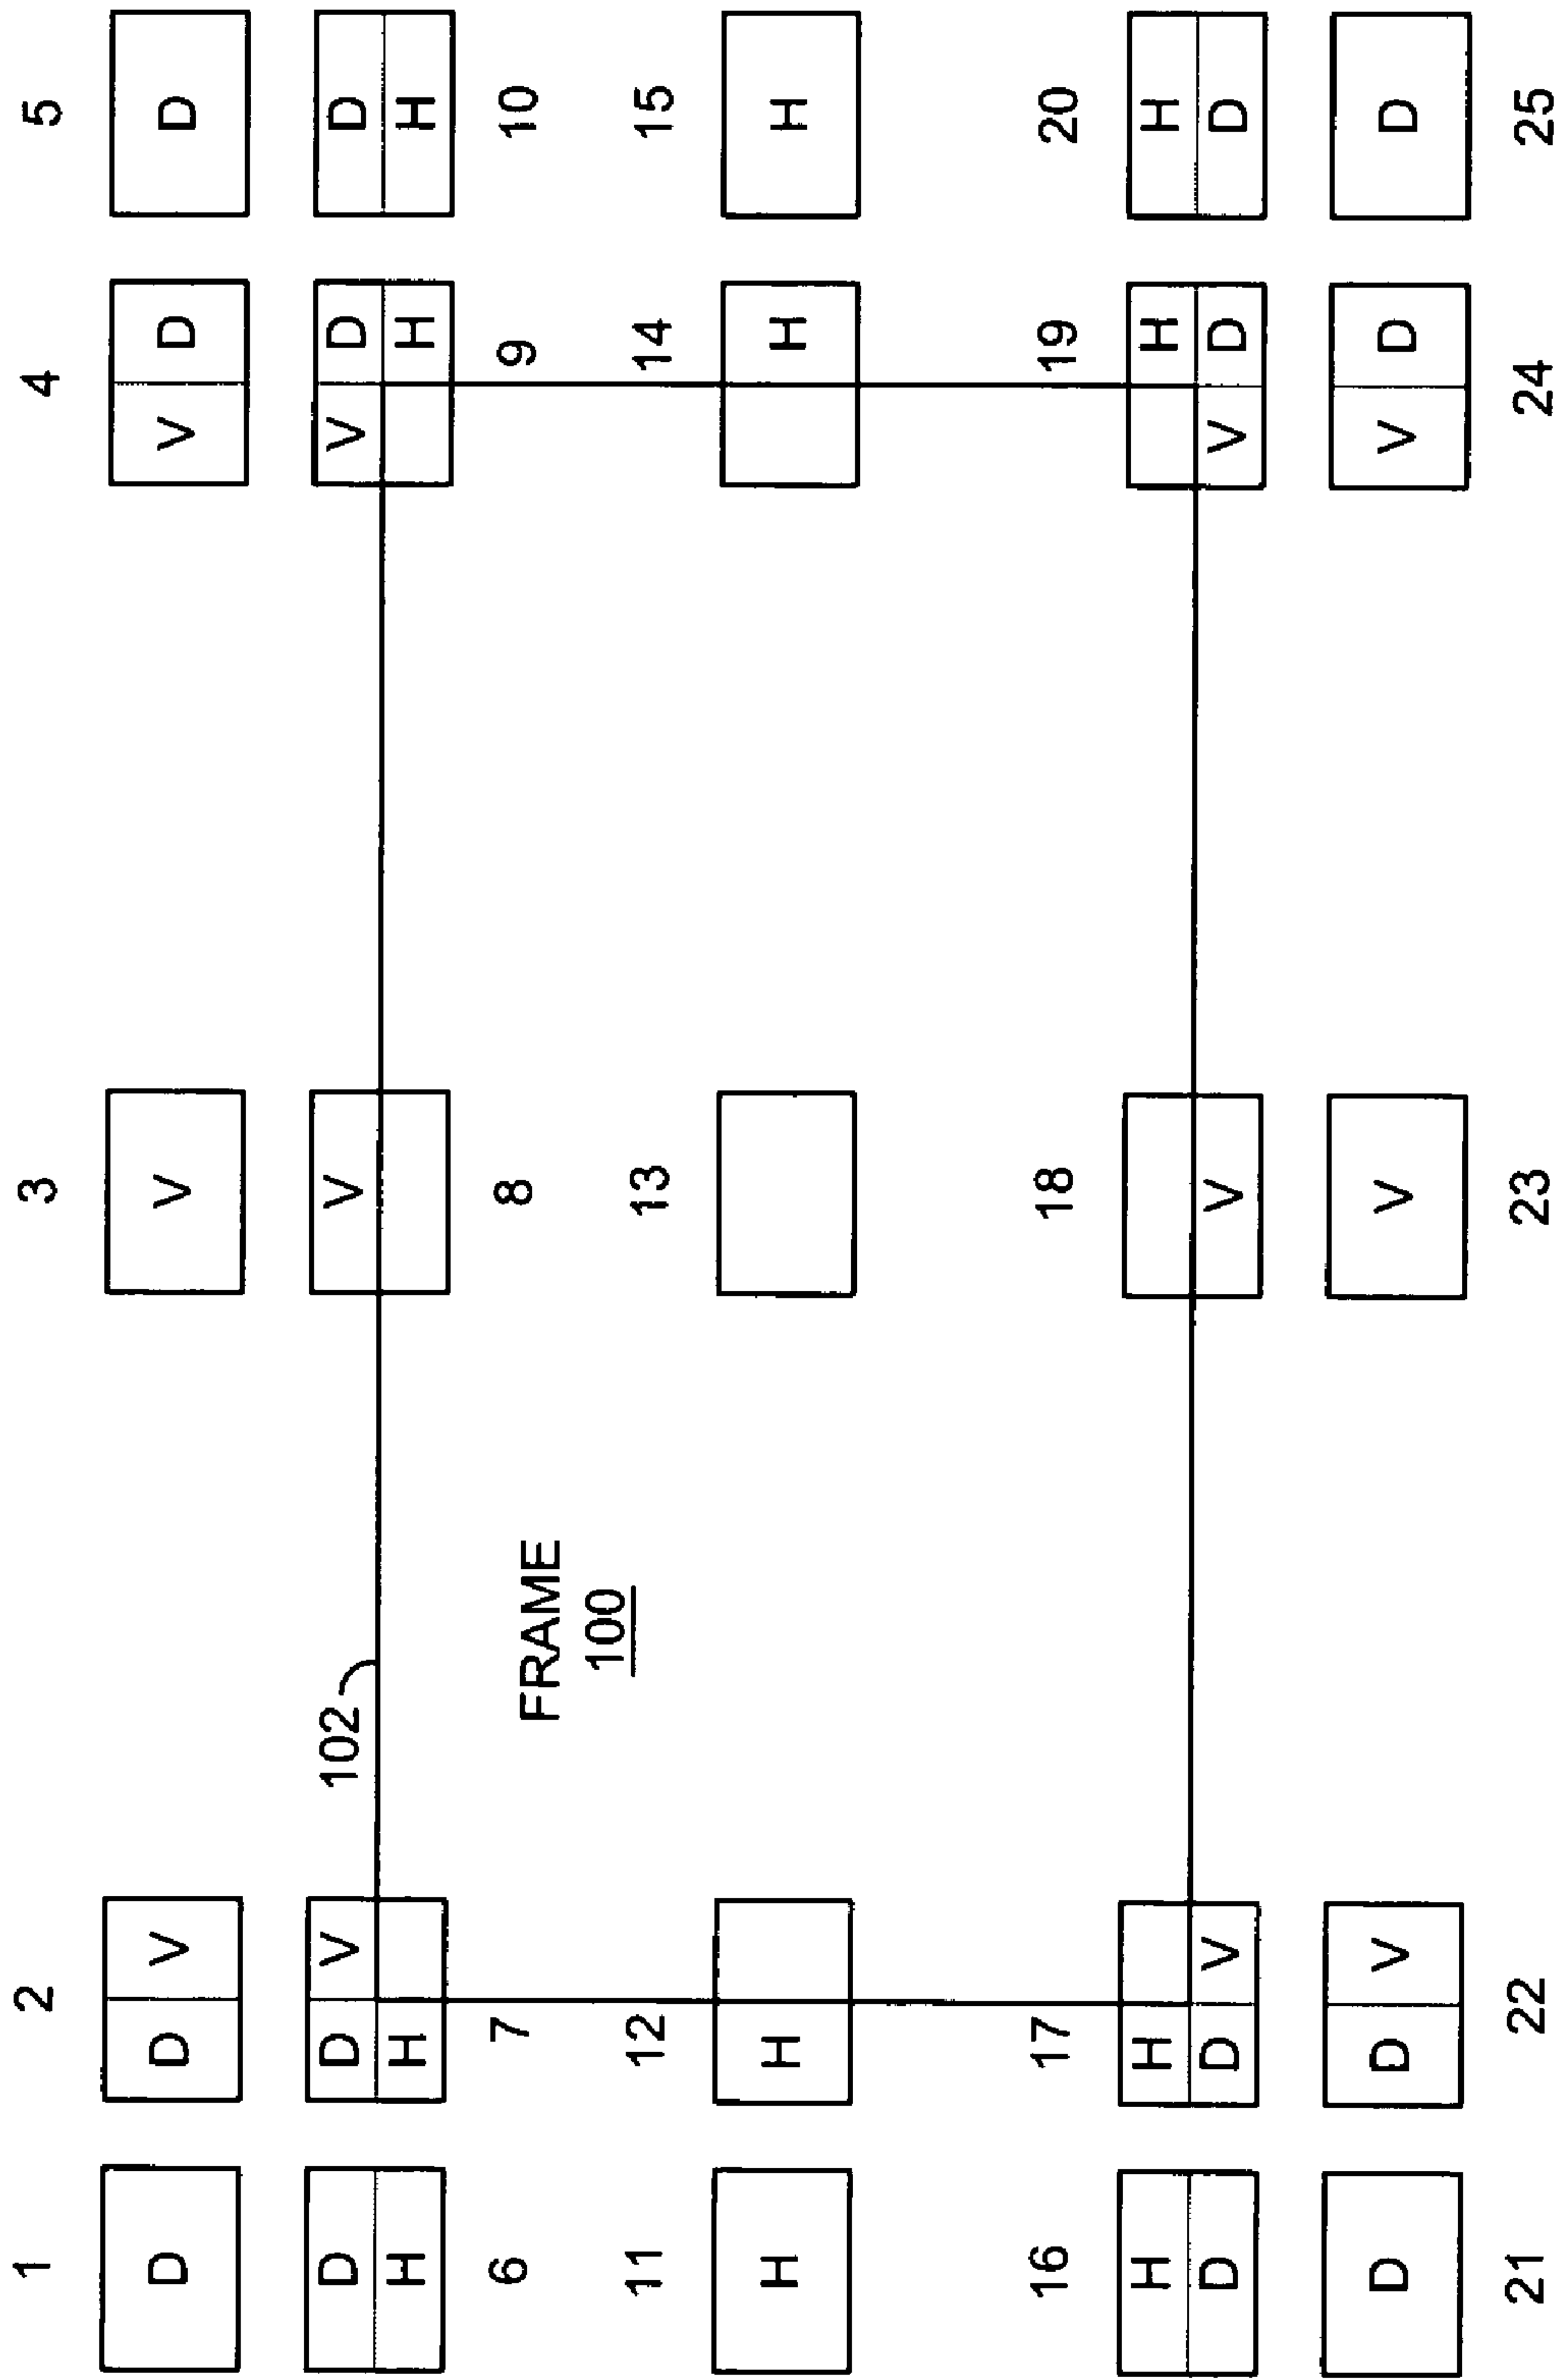 1 2 3 4 5
D D V V V D D
D D V 102 V V D D
H H H H
6 7 8 9 10
FRAME
100
11 12 13 14 15
H H H H
16 17 18 19 20
H H H H
D D V V V D D
D D V V V D D
21 22 23 24 25